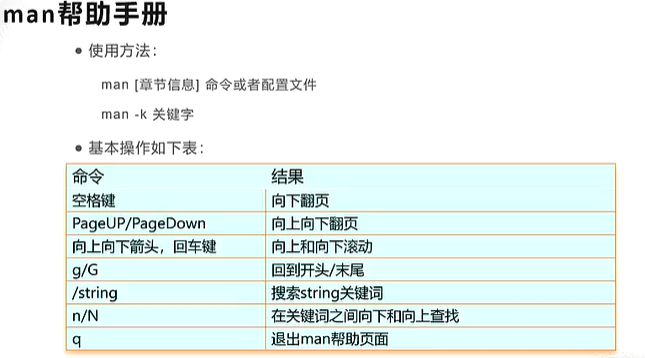 man帮助手册
● 使用方法：
man [章节信息] 命令或者配置文件
man -k 关键字
● 基本操作如下表：
命令 结果
空格键 向下翻页
PageUP/PageDown 向上向下翻页
向上向下箭头，回车键 向上和向下滚动
g/G 回到开头/末尾
/string 搜索string关键词
n/N 在关键词之间向下和向上查找
q 退出man帮助页面